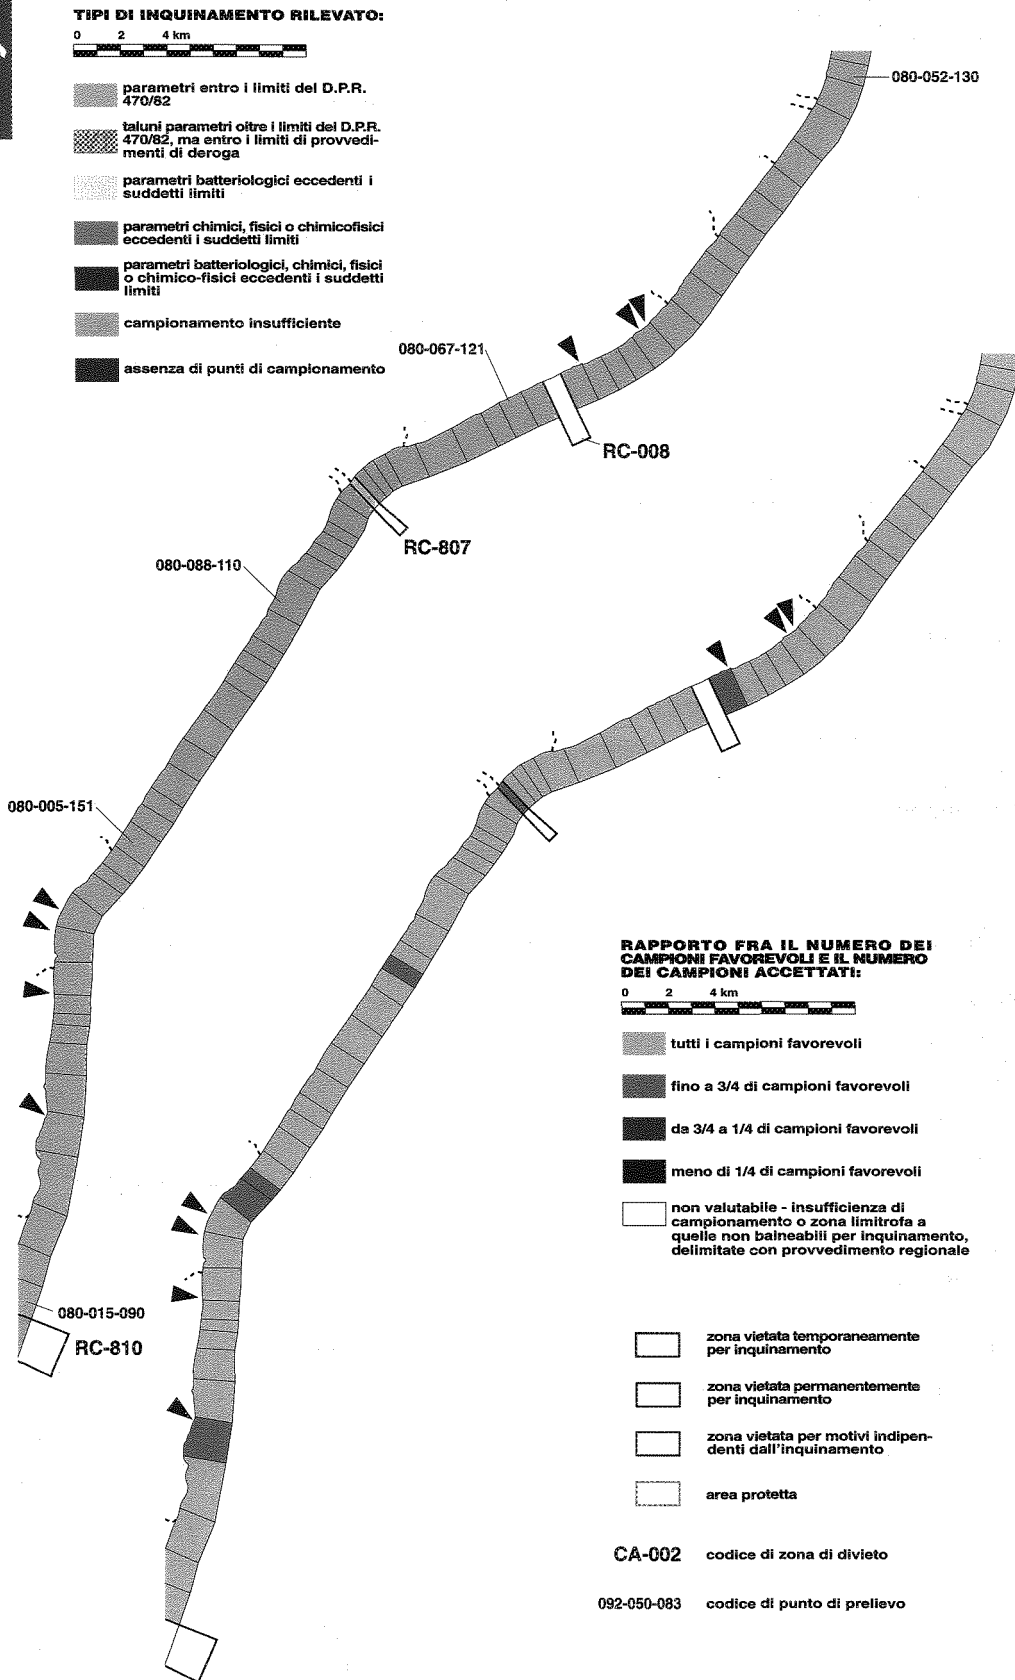 TIPI DI INQUINAMENTO RILEVATO:
0 2 4 km
parametri entro i limiti del D.P.R.
470/82
taluni parametri oltre i limiti del D.P.R.
470/82, ma entro i limiti di provvedi-
menti di deroga
parametri batteriologici eccedenti i
suddetti limiti
parametri chimici, fisici o chimicofisici
eccedenti i suddetti limiti
parametri batteriologici, chimici, fisici
o chimico-fisici eccedenti i suddetti
limiti
campionamento insufficiente
assenza di punti di campionamento
080-052-130
080-067-121
RC-008
RC-807
080-088-110
080-005-151
080-015-090
RC-810
RAPPORTO FRA IL NUMERO DEI
CAMPIONI FAVOREVOLI E IL NUMERO
DEI CAMPIONI ACCETTATI:
0 2 4 km
tutti i campioni favorevoli
fino a 3/4 di campioni favorevoli
da 3/4 a 1/4 di campioni favorevoli
meno di 1/4 di campioni favorevoli
non valutabile - insufficienza di
campionamento o zona limitrofa a
quelle non balneabili per inquinamento,
delimitate con provvedimento regionale
zona vietata temporaneamente
per inquinamento
zona vietata permanentemente
per inquinamento
zona vietata per motivi indipen-
denti dall'inquinamento
area protetta
CA-002 codice di zona di divieto
092-050-083 codice di punto di prelievo